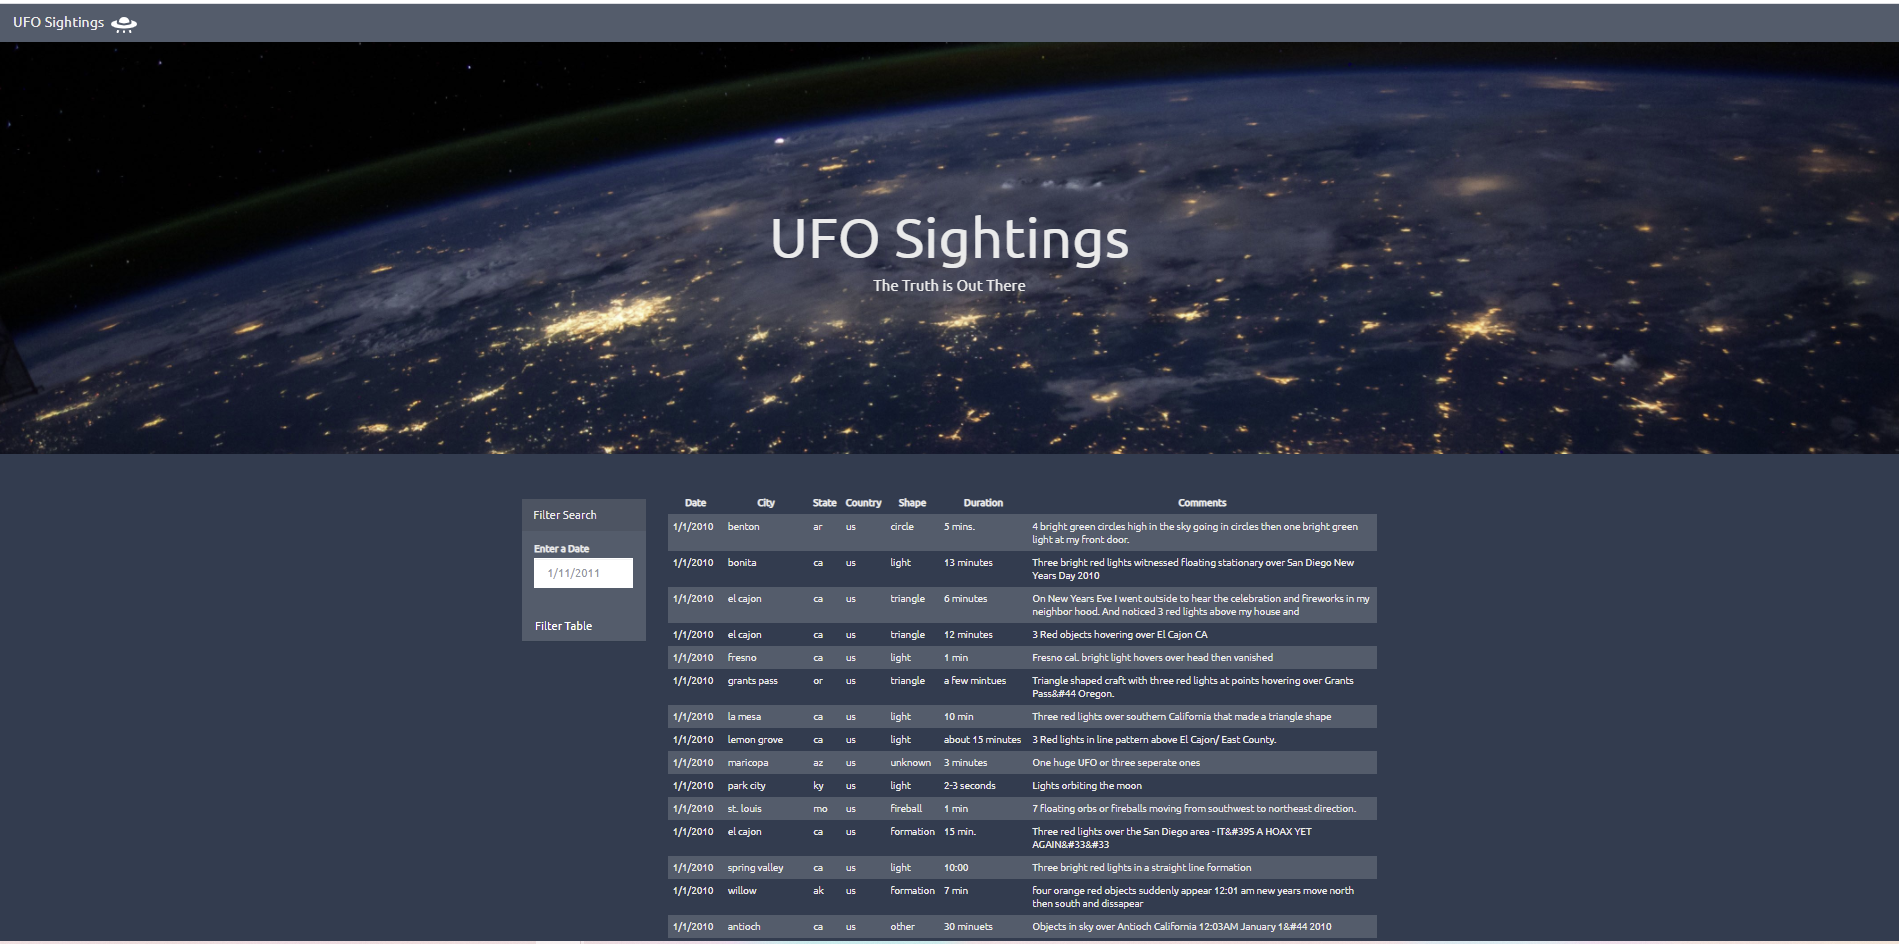 UFO Sightings
UFO Sightings
The Truth is Out There
Filter Search
Enter a Date
1/11/2011
Filter Table
Date City State Country Shape Duration Comments
1/1/2010 benton ar us circle 5 mins. 4 bright green circles high in the sky going in circles then one bright green
light at my front door.
1/1/2010 bonita ca us light 13 minutes Three bright red lights witnessed floating stationary over San Diego New
Years Day 2010
1/1/2010 el cajon ca us triangle 6 minutes On New Years Eve I went outside to hear the celebration and fireworks in my
neighbor hood. And noticed 3 red lights above my house and
1/1/2010 el cajon ca us triangle 12 minutes 3 Red objects hovering over El Cajon CA
1/1/2010 fresno ca us light 1 min Fresno cal. bright light hovers over head then vanished
1/1/2010 grants pass or us triangle a few mintues Triangle shaped craft with three red lights at points hovering over Grants
Pass&#44 Oregon.
1/1/2010 la mesa ca us light 10 min Three red lights over southern California that made a triangle shape
1/1/2010 lemon grove ca us light about 15 minutes 3 Red lights in line pattern above El Cajon/ East County.
1/1/2010 maricopa az us unknown 3 minutes One huge UFO or three seperate ones
1/1/2010 park city ky us light 2-3 seconds Lights orbiting the moon
1/1/2010 st. louis mo us fireball 1 min 7 floating orbs or fireballs moving from southwest to northeast direction.
1/1/2010 el cajon ca us formation 15 min. Three red lights over the San Diego area - IT&#39S A HOAX YET
AGAIN&#33&#33
1/1/2010 spring valley ca us light 10:00 Three bright red lights in a straight line formation
1/1/2010 willow ak us formation 7 min four orange red objects suddenly appear 12:01 am new years move north
then south and dissapear
1/1/2010 antioch ca us other 30 minuets Objects in sky over Antioch California 12:03AM January 1&#44 2010